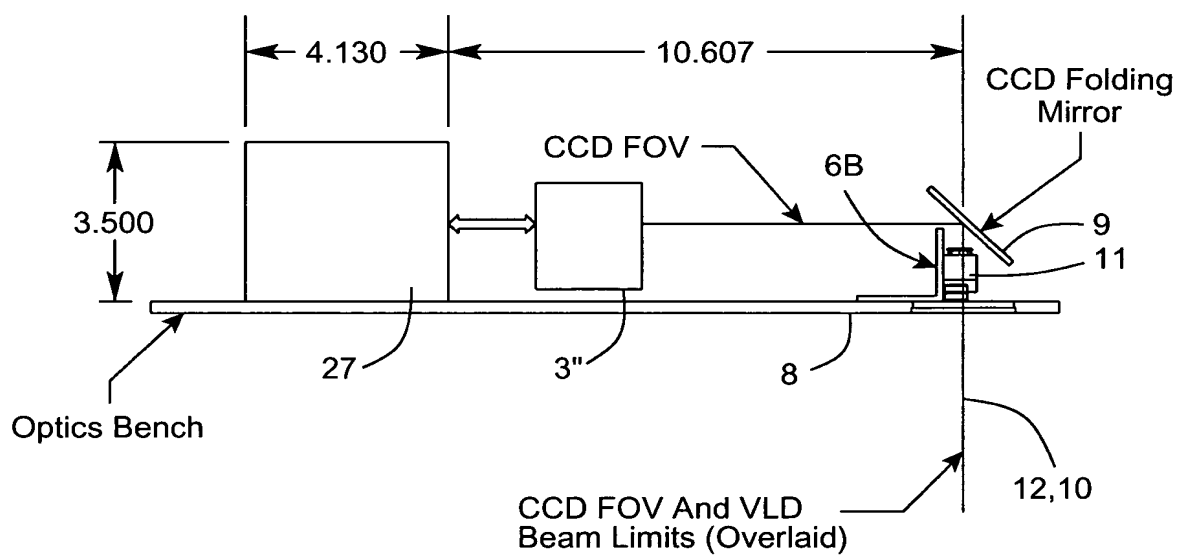 4.130
10.607
CCD Folding
Mirror
CCD FOV
6B
3.500
9
11
27
3"
8
Optics Bench
12,10
CCD FOV And VLD
Beam Limits (Overlaid)